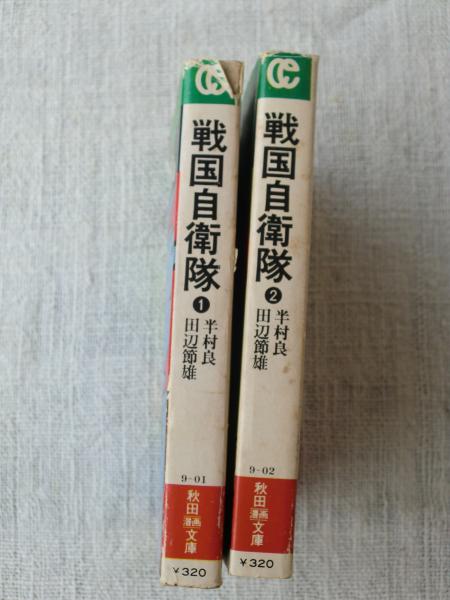 戦国自衛隊 1
半村良
田辺節雄
9-01
秋田漫画文庫
¥320
戦国自衛隊 2
半村良
田辺節雄
9-02
秋田漫画文庫
¥320